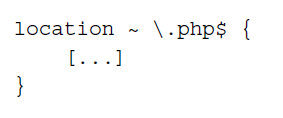 location ~ \.php$ {
    [...]
}